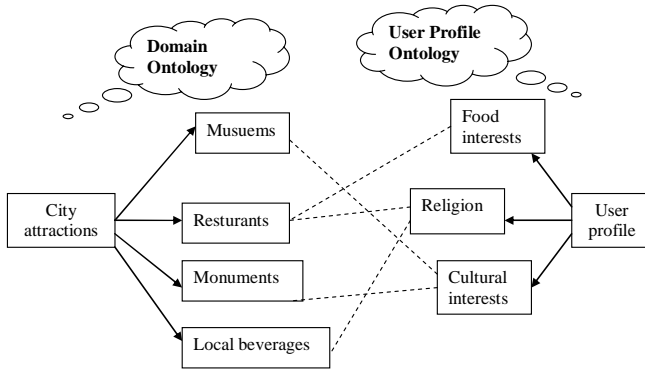 Domain
Ontology
User Profile
Ontology
Musuems
Food
interests
City
attractions
Resturants
Religion
User
profile
Monuments
Cultural
interests
Local beverages